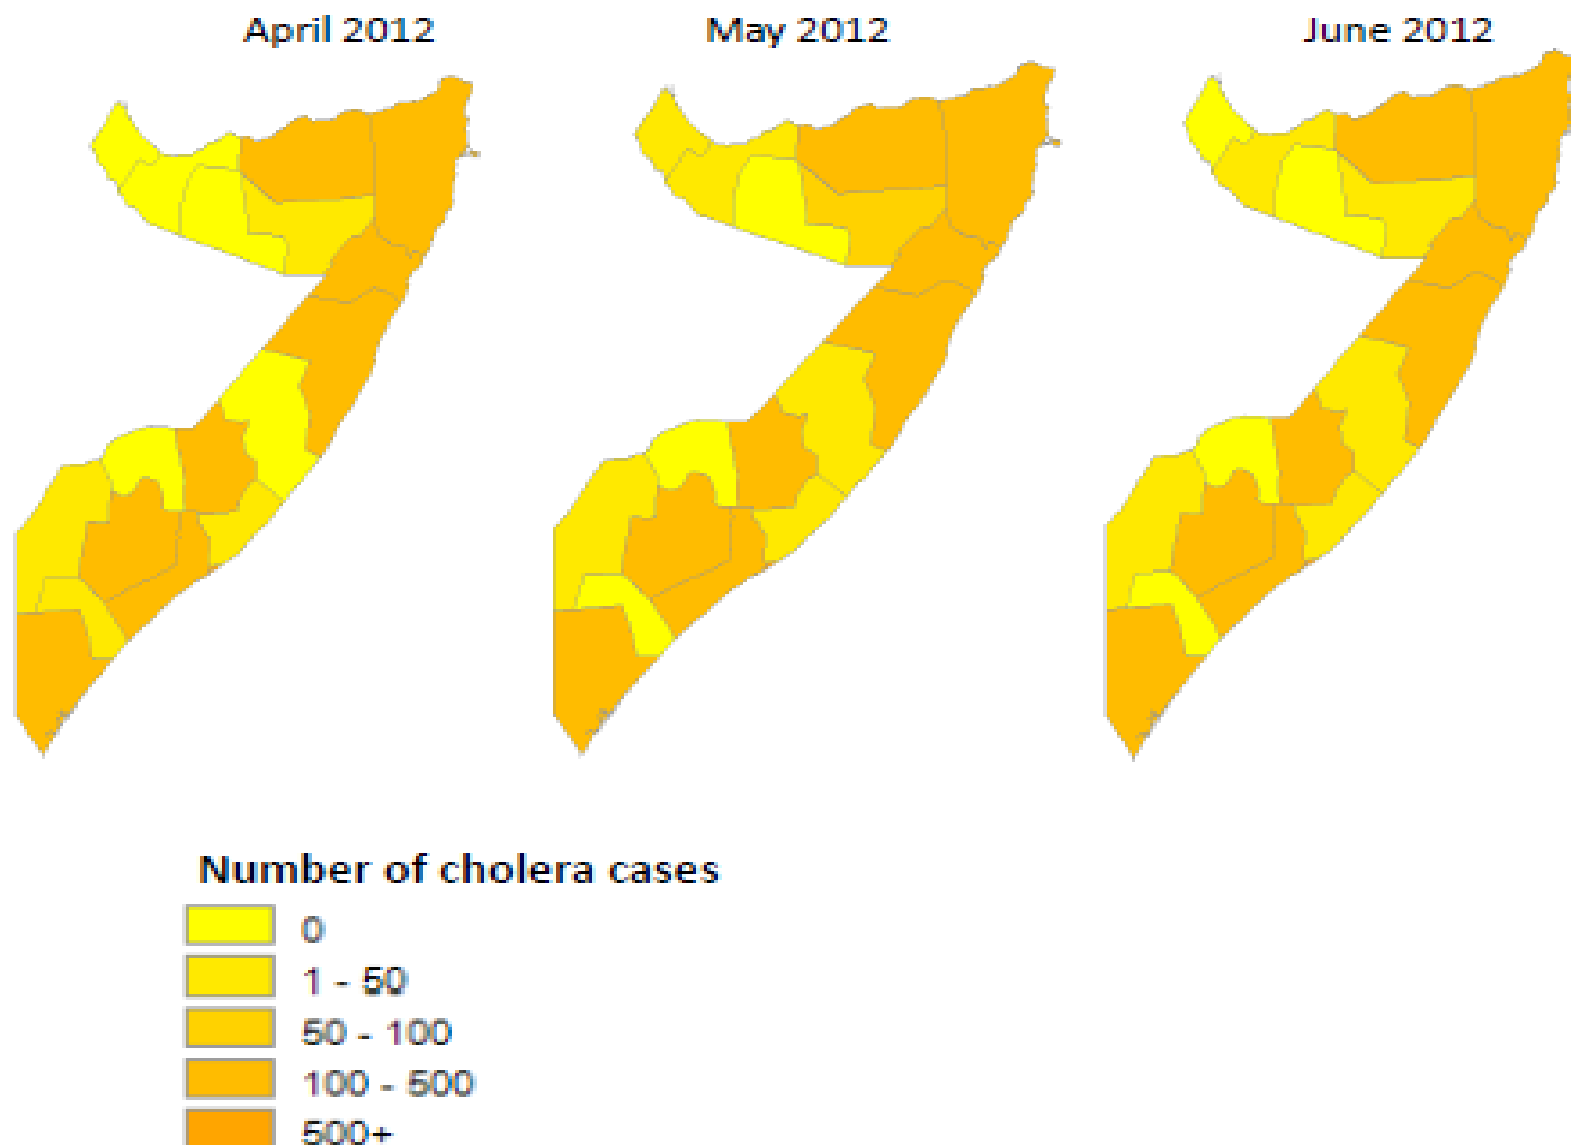 April 2012
May 2012
June 2012
Number of cholera cases
0
1 - 50
50 - 100
100 - 500
500+